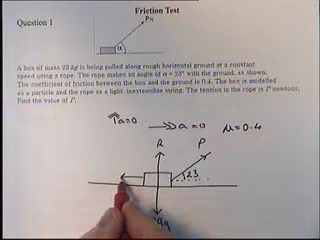 Friction Test
Question 1
P N
α
A box of mass 28 kg is being pulled along rough horizontal ground at a constant
speed using a rope. The rope makes an angle of α = 23° with the ground, as shown.
The coefficient of friction between the box and the ground is 0.4. The box is modelled
as a particle and the rope as a light, inextensible string. The tension in the rope is P newtons.
Find the value of P.
a=0
a=0
μ=0.4
R
P
23